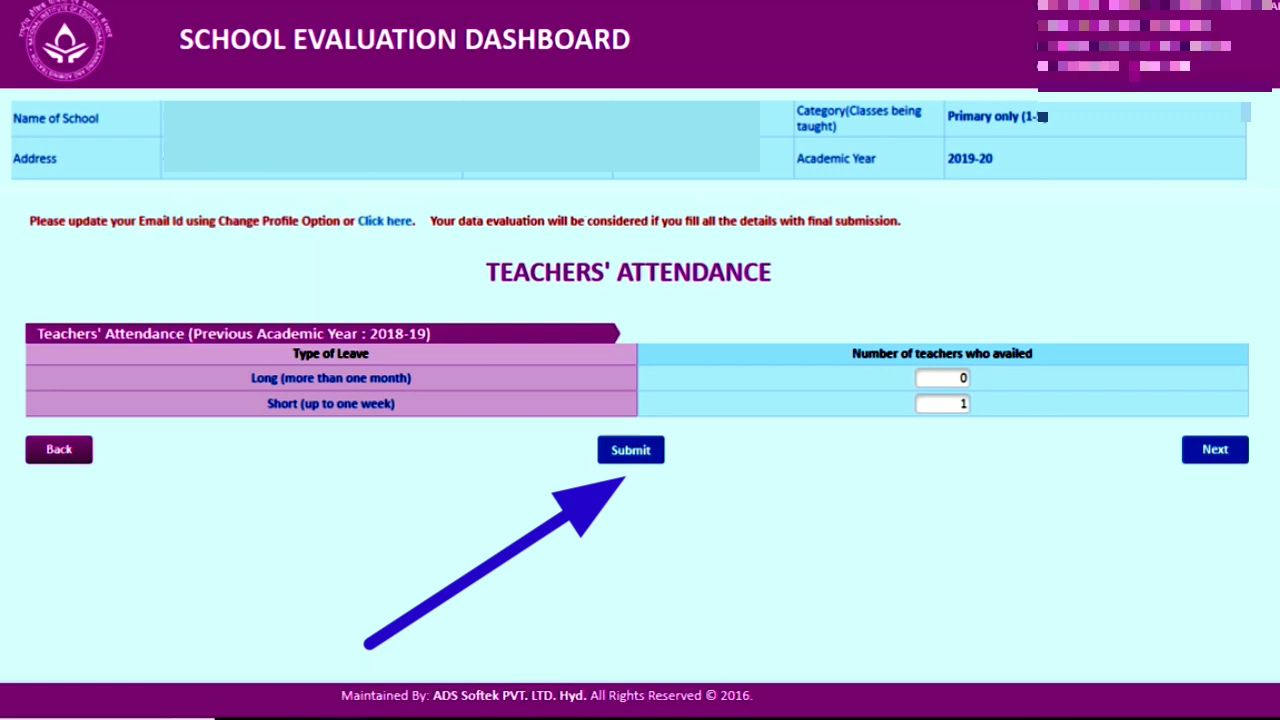 SCHOOL EVALUATION DASHBOARD
Name of School
Category(Classes being taught)
Primary only (1-
Address
Academic Year
2019-20
Please update your Email Id using Change Profile Option or Click here. Your data evaluation will be considered if you fill all the details with final submission.
TEACHERS' ATTENDANCE
Teachers' Attendance (Previous Academic Year : 2018-19)
Type of Leave
Number of teachers who availed
Long (more than one month)
0
Short (up to one week)
1
Back
Submit
Next
Maintained By: ADS Softek PVT. LTD. Hyd. All Rights Reserved © 2016.